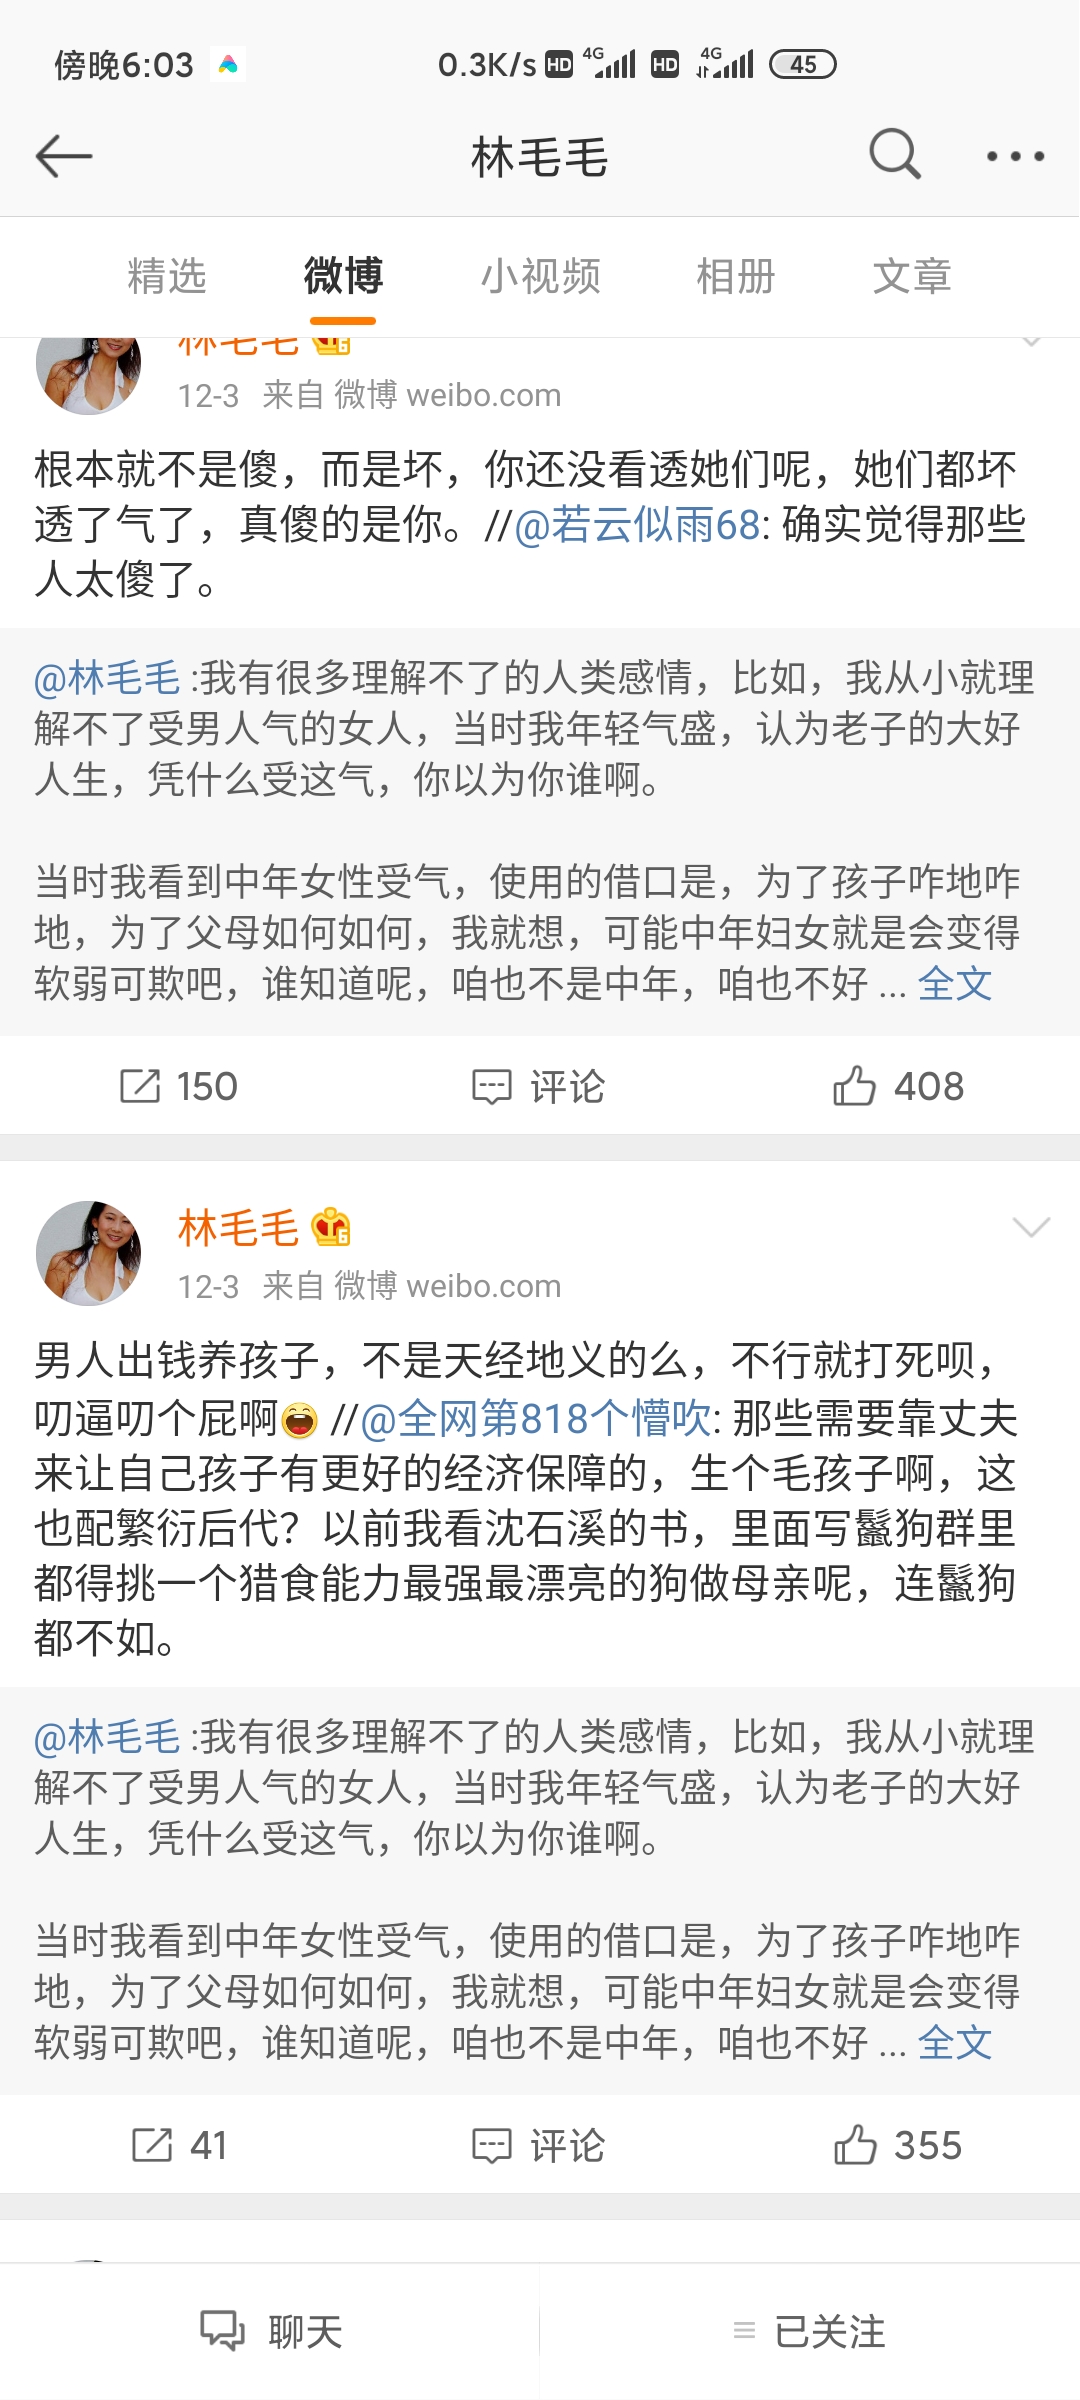 傍晚6:03 0.3K/s HD 4G HD 4G 45
林毛毛
精选 微博 小视频 相册 文章
林毛毛
12-3 来自 微博 weibo.com
根本就不是傻，而是坏，你还没看透她们呢，她们都坏
透了气了，真傻的是你。//@若云似雨68: 确实觉得那些
人太傻了。
@林毛毛 :我有很多理解不了的人类感情，比如，我从小就理
解不了受男人气的女人，当时我年轻气盛，认为老子的大好
人生，凭什么受这气，你以为你谁啊。
当时我看到中年女性受气，使用的借口是，为了孩子咋地咋
地，为了父母如何如何，我就想，可能中年妇女就是会变得
软弱可欺吧，谁知道呢，咱也不是中年，咱也不好 ... 全文
150 评论 408
林毛毛 6
12-3 来自 微博 weibo.com
男人出钱养孩子，不是天经地义的么，不行就打死呗，
叨逼叨个屁啊 //@全网第818个懵吹: 那些需要靠丈夫
来让自己孩子有更好的经济保障的，生个毛孩子啊，这
也配繁衍后代？以前我看沈石溪的书，里面写鬣狗群里
都得挑一个猎食能力最强最漂亮的狗做母亲呢，连鬣狗
都不如。
@林毛毛 :我有很多理解不了的人类感情，比如，我从小就理
解不了受男人气的女人，当时我年轻气盛，认为老子的大好
人生，凭什么受这气，你以为你谁啊。
当时我看到中年女性受气，使用的借口是，为了孩子咋地咋
地，为了父母如何如何，我就想，可能中年妇女就是会变得
软弱可欺吧，谁知道呢，咱也不是中年，咱也不好 ... 全文
41 评论 355
聊天 已关注